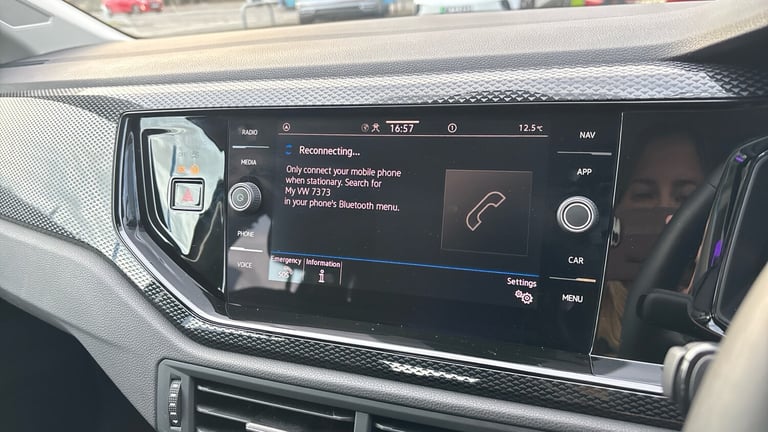 16:57
12.5°C
RADIO
MEDIA
PHONE
VOICE
Reconnecting...
Only connect your mobile phone
when stationary. Search for
My VW 7373
in your phone's Bluetooth menu.
Emergency
SOS
Information
i
Settings
NAV
APP
CAR
MENU